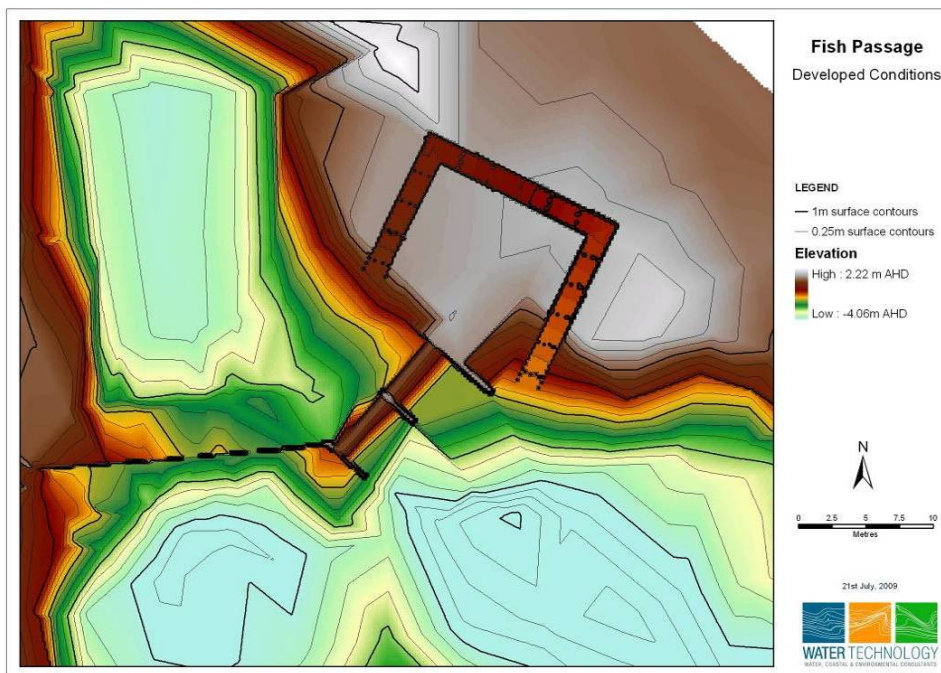 Fish Passage
Developed Conditions
LEGEND
1m surface contours
0.25m surface contours
Elevation
High : 2.22 m AHD
Low : -4.06m AHD
N
0 2.5 5 7.5 10
Metres
21st July, 2009
WATER TECHNOLOGY
WATER, COASTAL & ENVIRONMENTAL CONSULTANTS